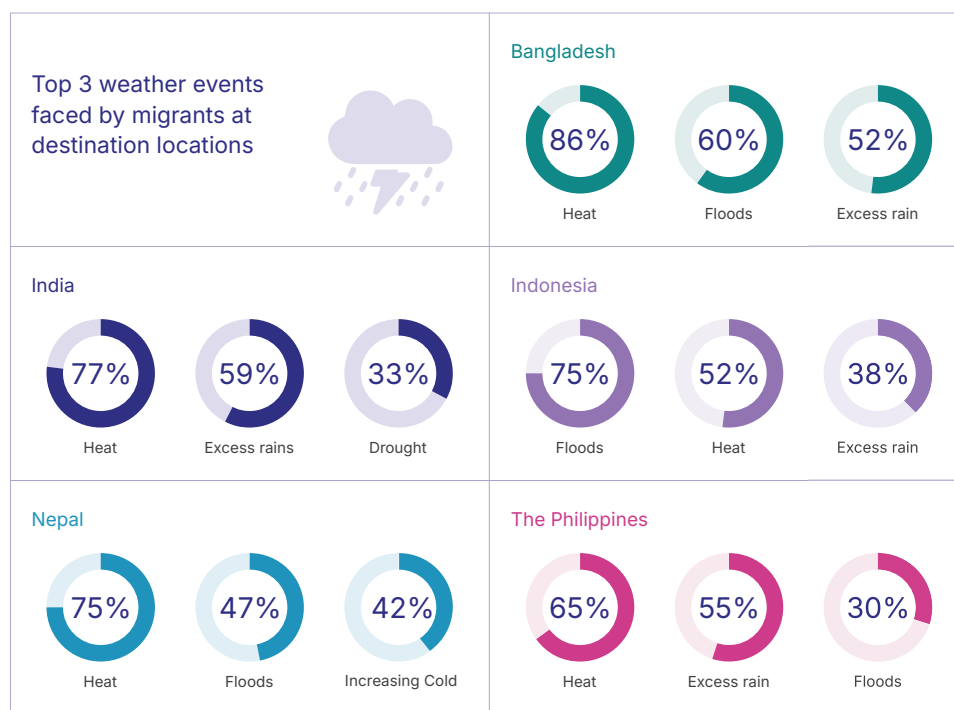 Top 3 weather events
faced by migrants at
destination locations
Bangladesh
86% 60% 52%
Heat Floods Excess rain
India
77% 59% 33%
Heat Excess rains Drought
Indonesia
75% 52% 38%
Floods Heat Excess rain
Nepal
75% 47% 42%
Heat Floods Increasing Cold
The Philippines
65% 55% 30%
Heat Excess rain Floods